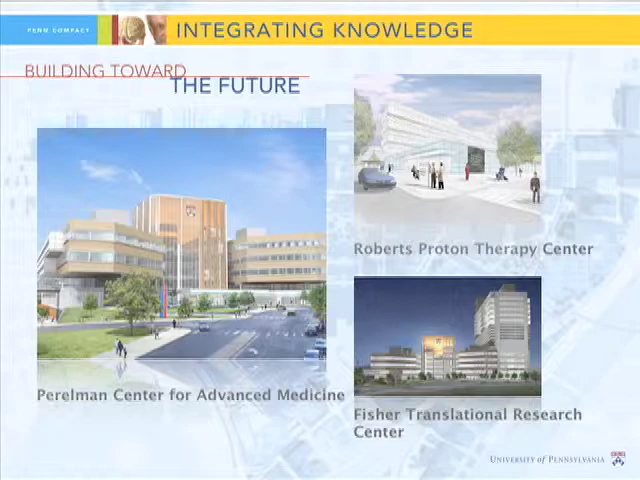 PENN COMPACT
INTEGRATING KNOWLEDGE
BUILDING TOWARD
THE FUTURE
Roberts Proton Therapy Center
Perelman Center for Advanced Medicine
Fisher Translational Research
Center
UNIVERSITY of PENNSYLVANIA